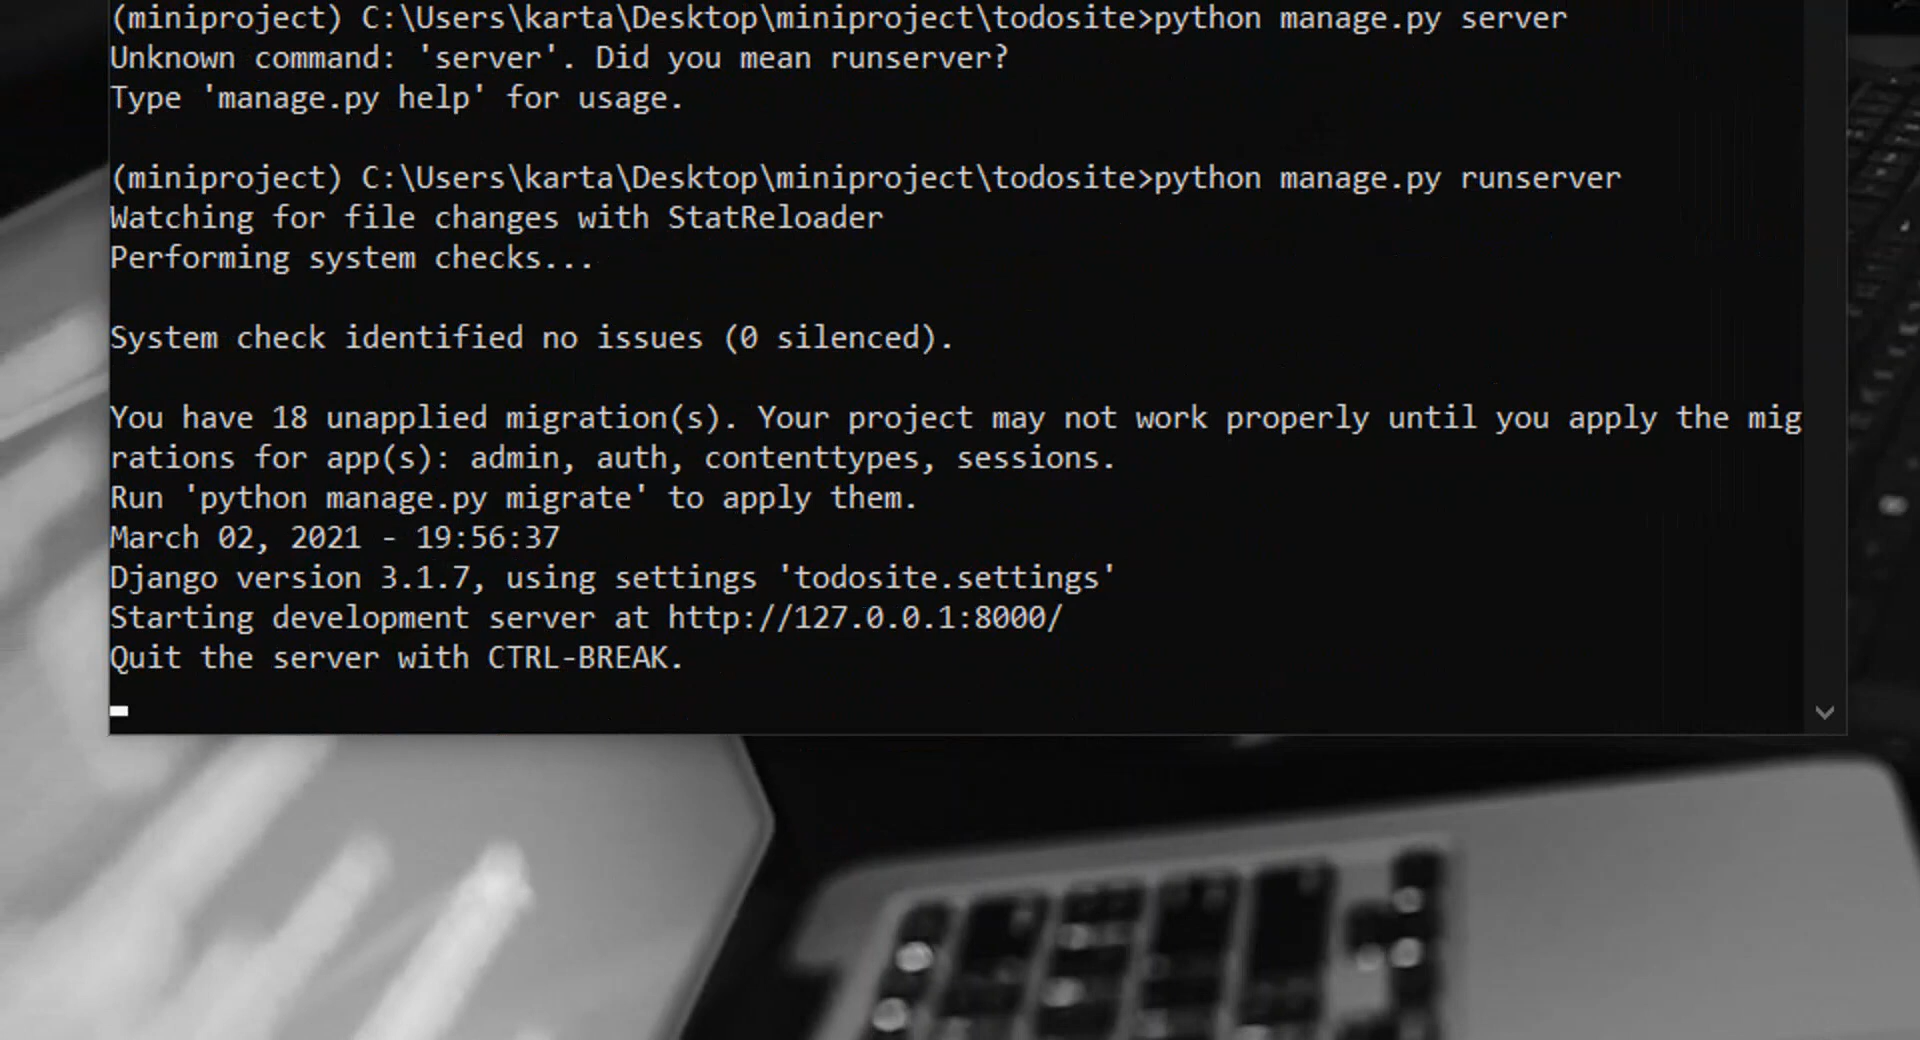 (miniproject) C:\Users\karta\Desktop\miniproject\todosite>python manage.py server
Unknown command: 'server'. Did you mean runserver?
Type 'manage.py help' for usage.
(miniproject) C:\Users\karta\Desktop\miniproject\todosite>python manage.py runserver
Watching for file changes with StatReloader
Performing system checks...
System check identified no issues (0 silenced).
You have 18 unapplied migration(s). Your project may not work properly until you apply the mig
rations for app(s): admin, auth, contenttypes, sessions.
Run 'python manage.py migrate' to apply them.
March 02, 2021 - 19:56:37
Django version 3.1.7, using settings 'todosite.settings'
Starting development server at http://127.0.0.1:8000/
Quit the server with CTRL-BREAK.